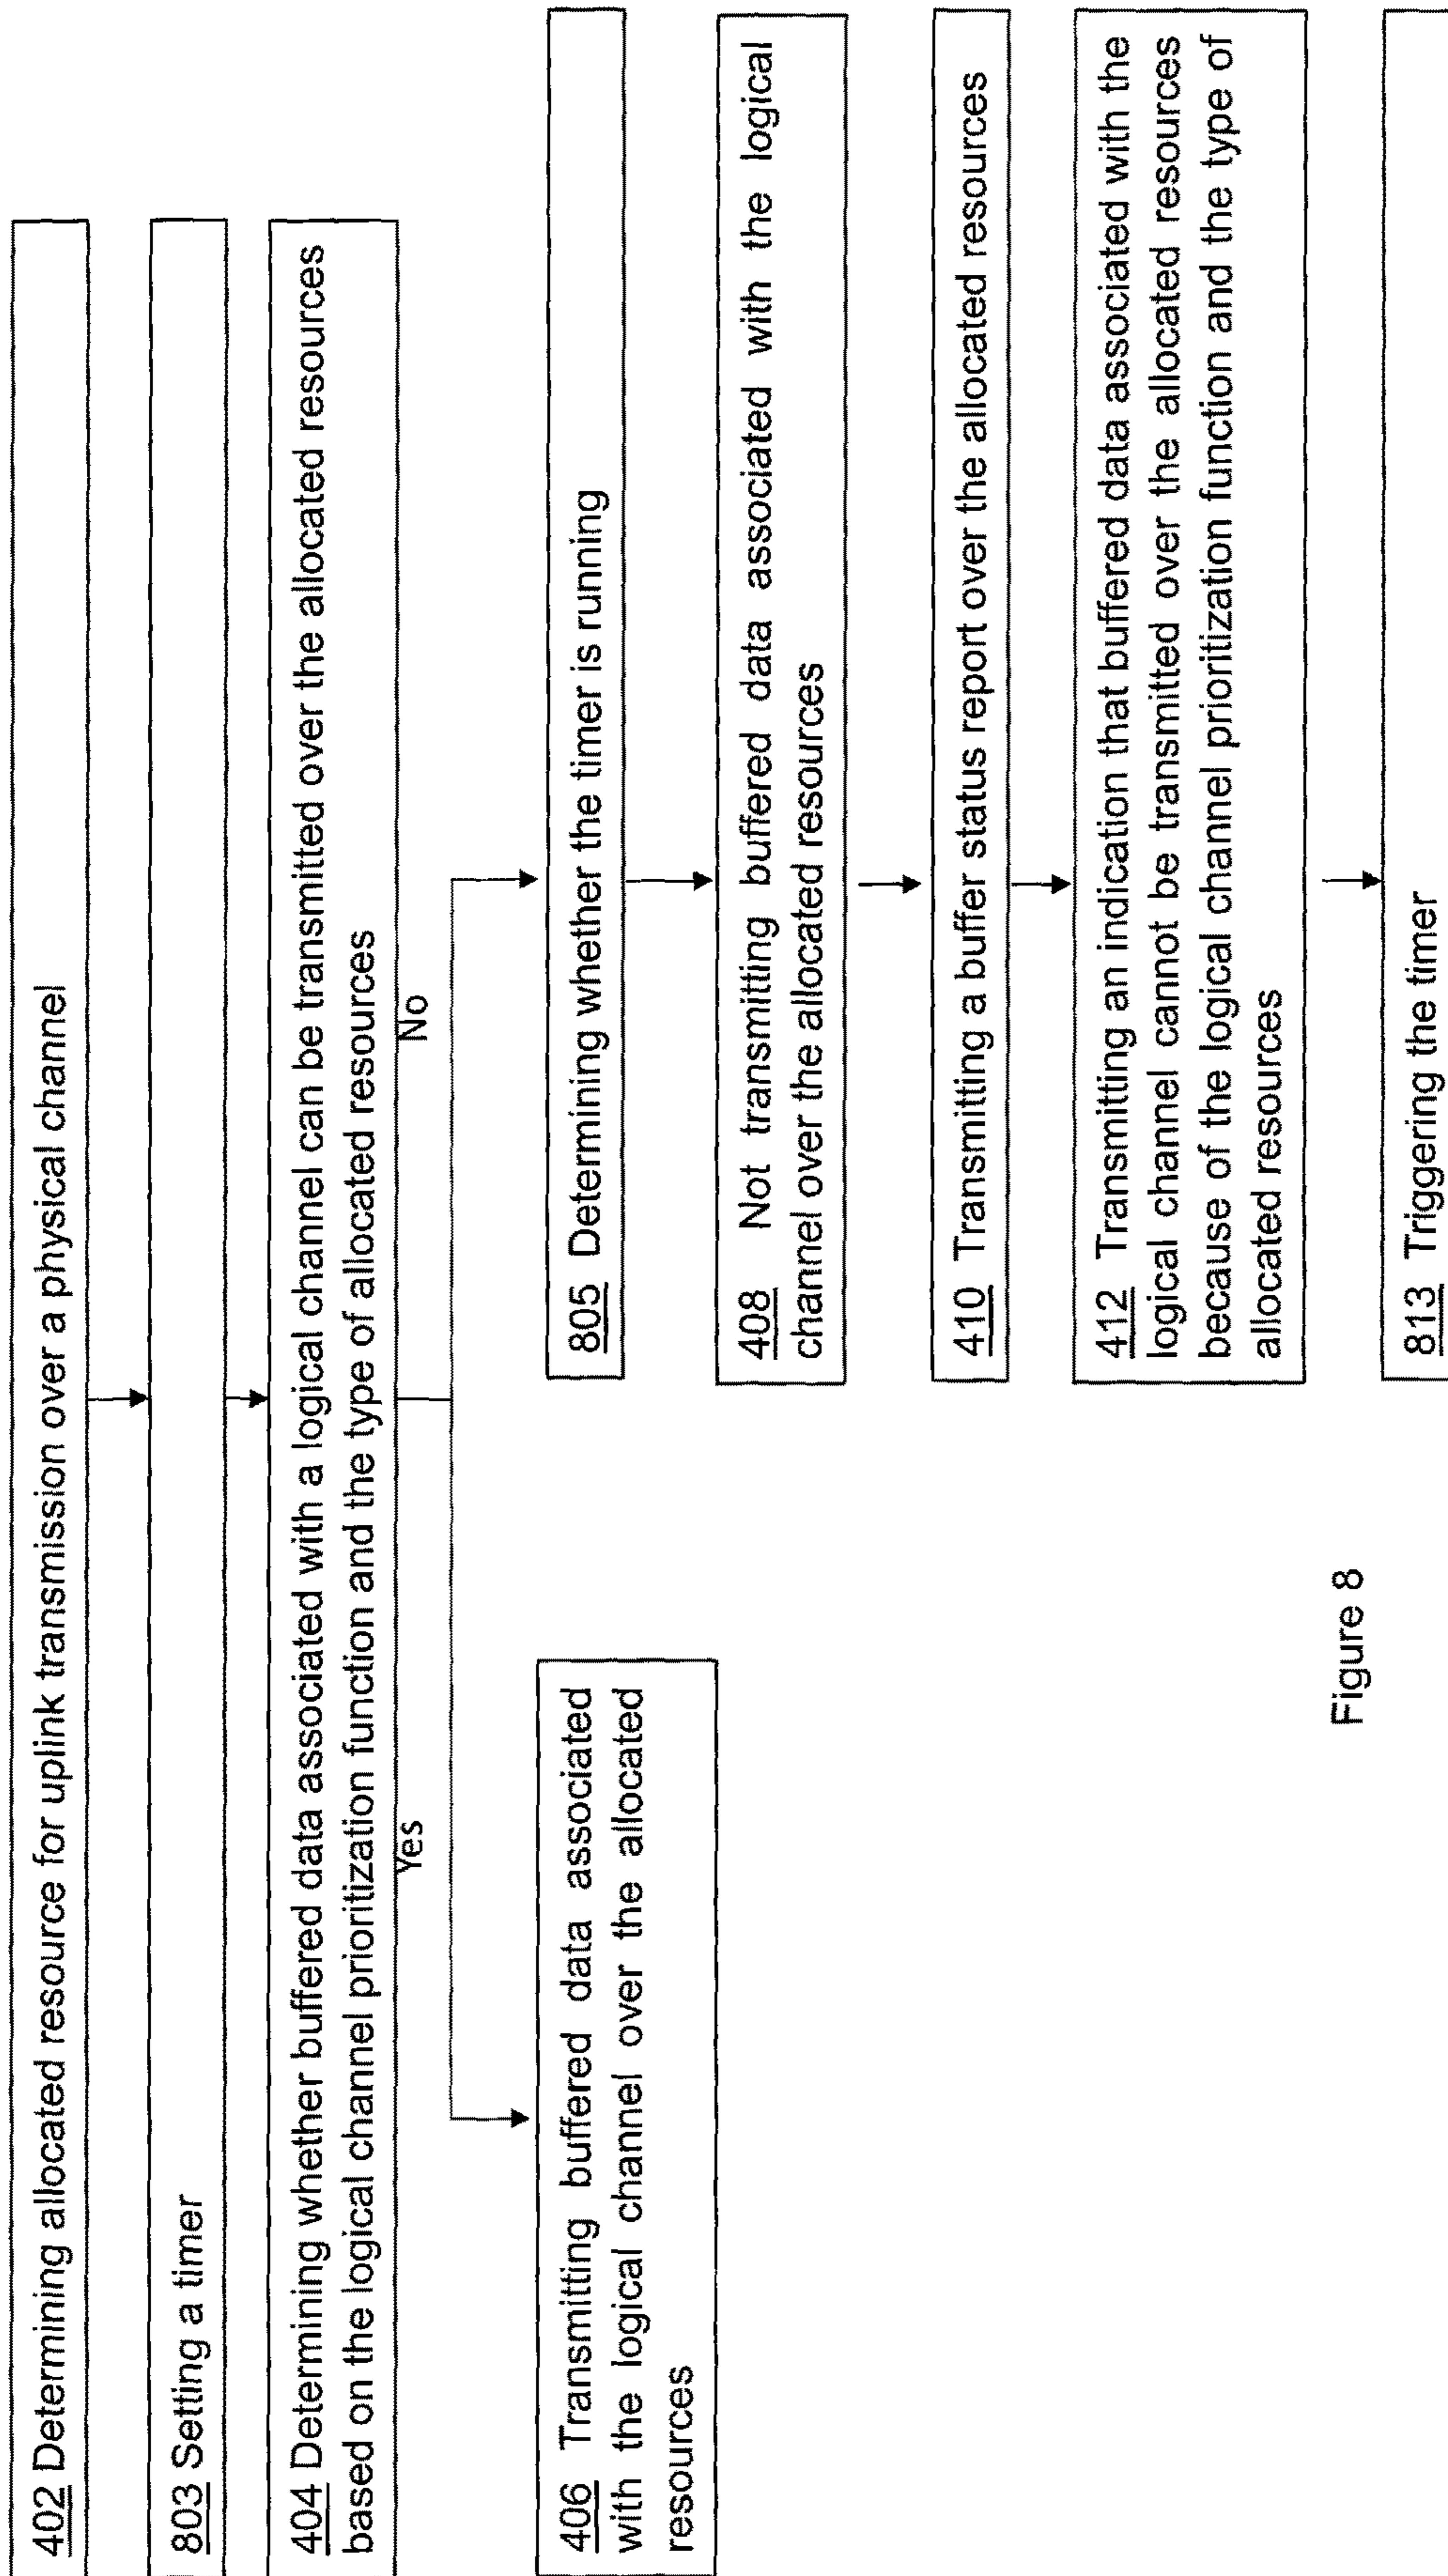 402 Determining allocated resource for uplink transmission over a physical channel
803 Setting a timer
404 Determining whether buffered data associated with a logical channel can be transmitted over the allocated resources
based on the logical channel prioritization function and the type of allocated resources
Yes
No
406 Transmitting buffered data associated
with the logical channel over the allocated
resources
805 Determining whether the timer is running
408 Not transmitting buffered data associated with the logical
channel over the allocated resources
410 Transmitting a buffer status report over the allocated resources
412 Transmitting an indication that buffered data associated with the
logical channel cannot be transmitted over the allocated resources
because of the logical channel prioritization function and the type of
allocated resources
813 Triggering the timer
Figure 8